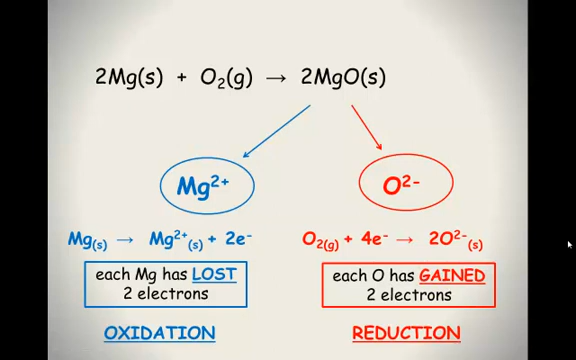 2Mg(s) + O₂(g) → 2MgO(s)
Mg²⁺
O²⁻
Mg₍ₛ₎ → Mg²⁺₍ₛ₎ + 2e⁻
O₂₍g₎ + 4e⁻ → 2O²⁻₍ₛ₎
each Mg has LOST
2 electrons
each O has GAINED
2 electrons
OXIDATION
REDUCTION